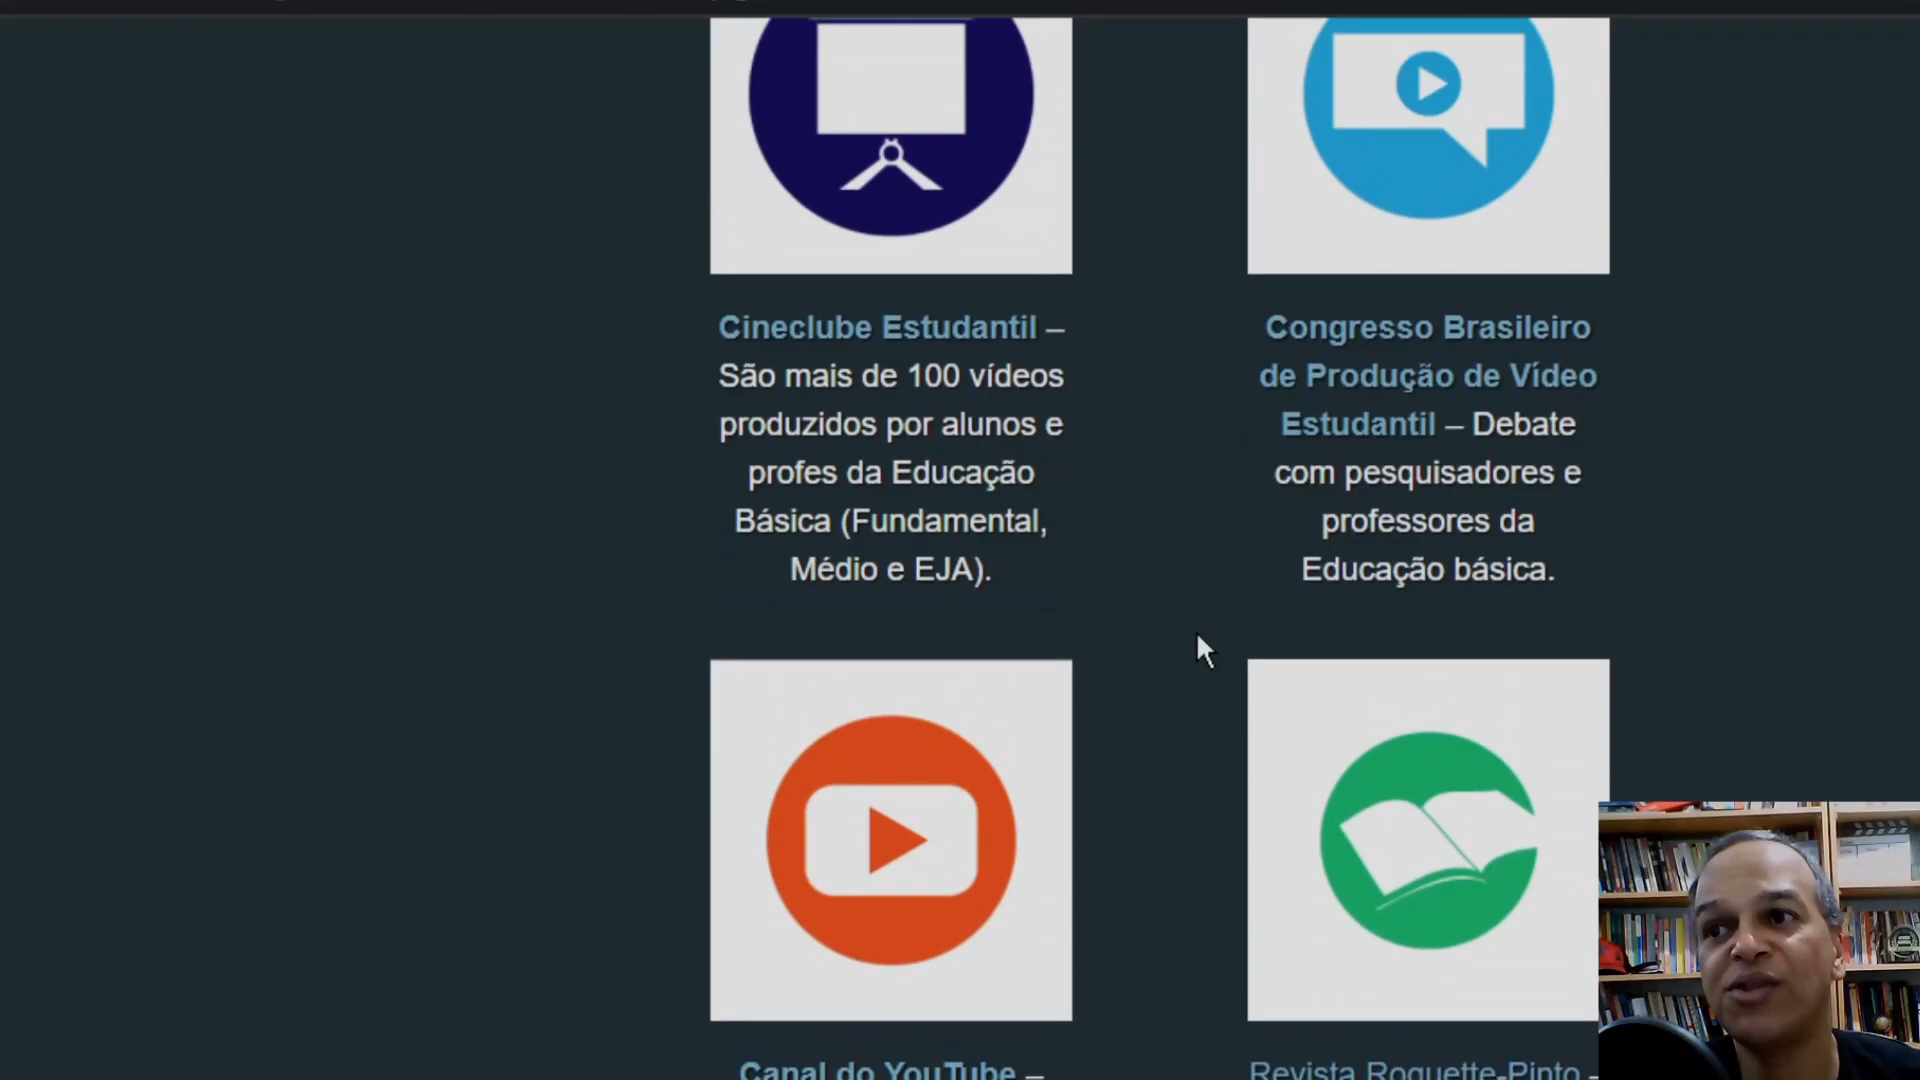 Cineclube Estudantil –
São mais de 100 vídeos
produzidos por alunos e
profes da Educação
Básica (Fundamental,
Médio e EJA).
Congresso Brasileiro
de Produção de Vídeo
Estudantil – Debate
com pesquisadores e
professores da
Educação básica.
Canal do YouTube –
Revista Roquette-Pinto –